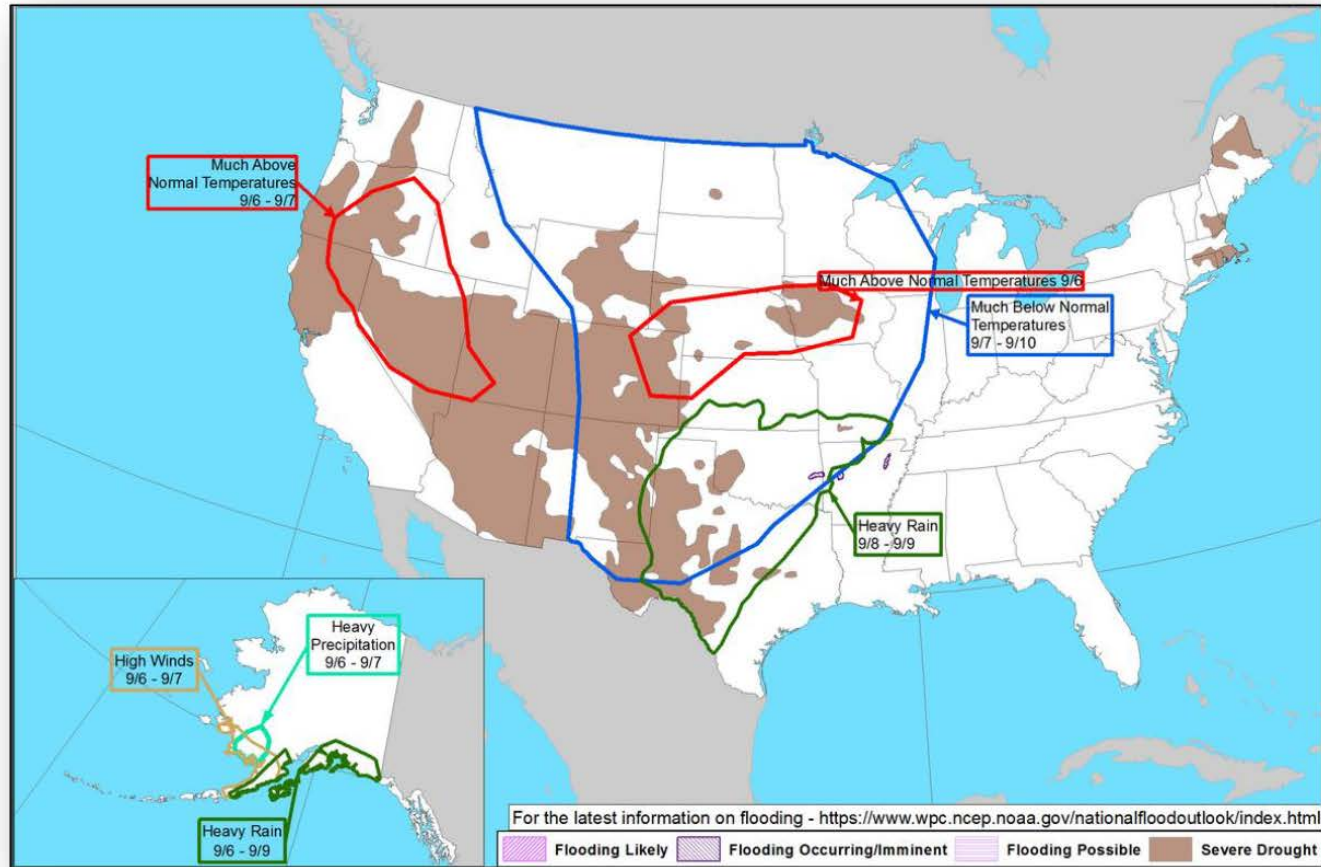 Much Above
Normal Temperatures
9/6 - 9/7
Much Above Normal Temperatures 9/6
Much Below Normal
Temperatures
9/7 - 9/10
Heavy Rain
9/8 - 9/9
Heavy
Precipitation
9/6 - 9/7
High Winds
9/6 - 9/7
Heavy Rain
9/6 - 9/9
For the latest information on flooding - https://www.wpc.ncep.noaa.gov/nationalfloodoutlook/index.html
Flooding Likely
Flooding Occurring/Imminent
Flooding Possible
Severe Drought